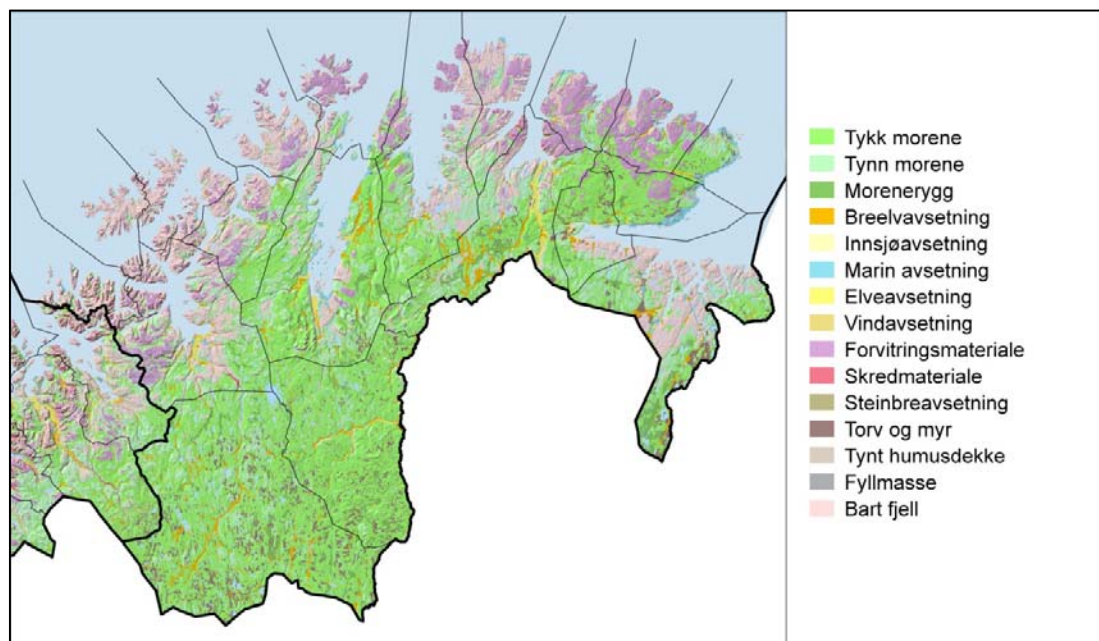 Tykk morene
Tynn morene
Morenerygg
Breelvavsetning
Innsjøavsetning
Marin avsetning
Elveavsetning
Vindavsetning
Forvitringsmateriale
Skredmateriale
Steinbreavsetning
Torv og myr
Tynt humusdekke
Fyllmasse
Bart fjell